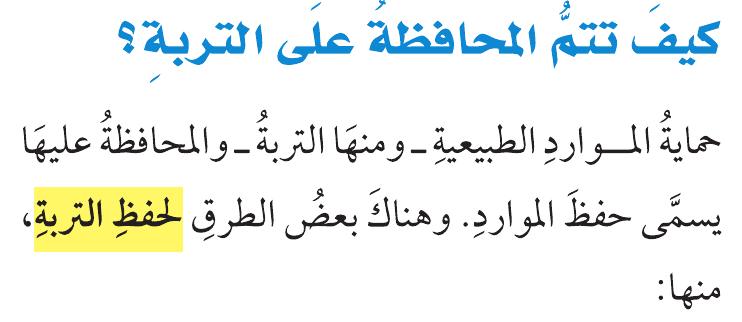 كيفَ تتمُّ المحافظةُ علَى التربةِ؟
حمايةُ المـواردِ الطبيعيةِ - ومنهَا التربةُ - والمحافظةُ عليهَا
يسمَّى حفظَ المواردِ. وهناكَ بعضُ الطرقِ لحفظِ التربةِ،
منها: